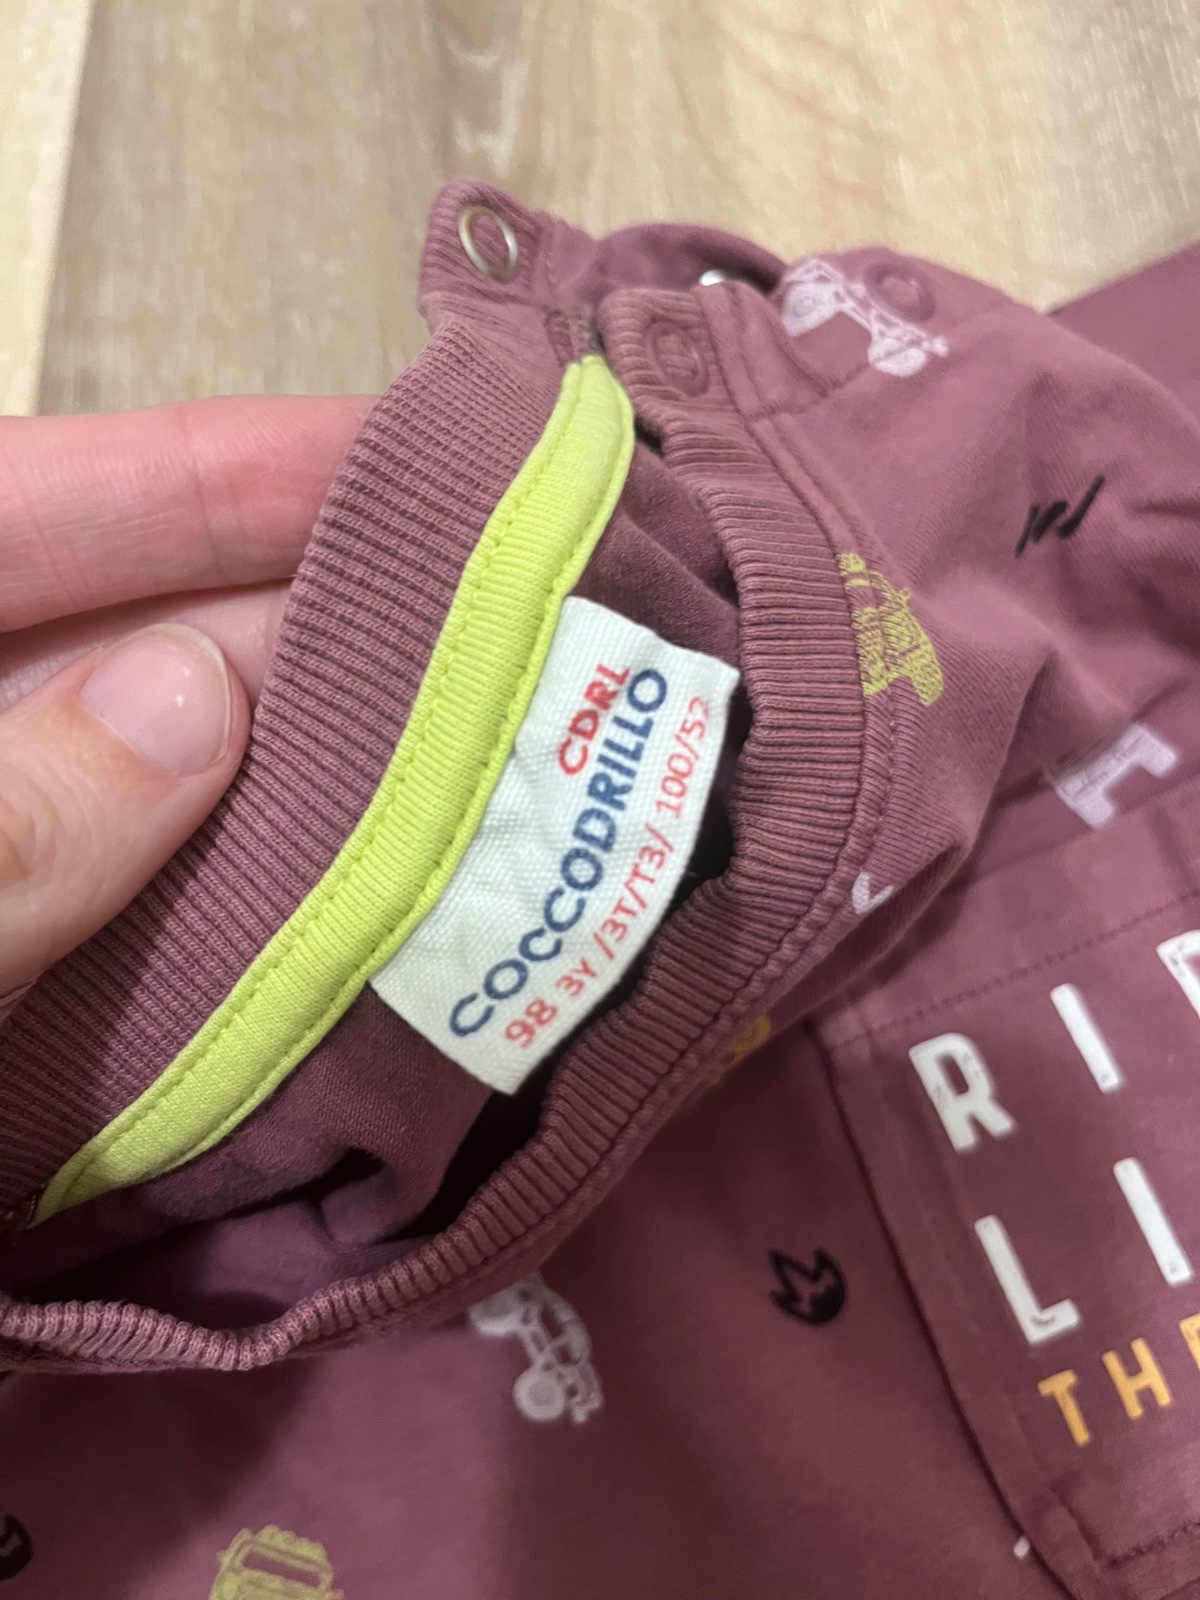 CDRL
COCCODRILLO
98 3Y /3T/T3/ 100/52
RI
LI
TH